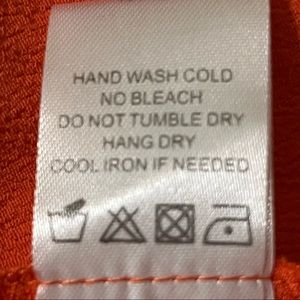 HAND WASH COLD
NO BLEACH
DO NOT TUMBLE DRY
HANG DRY
COOL IRON IF NEEDED